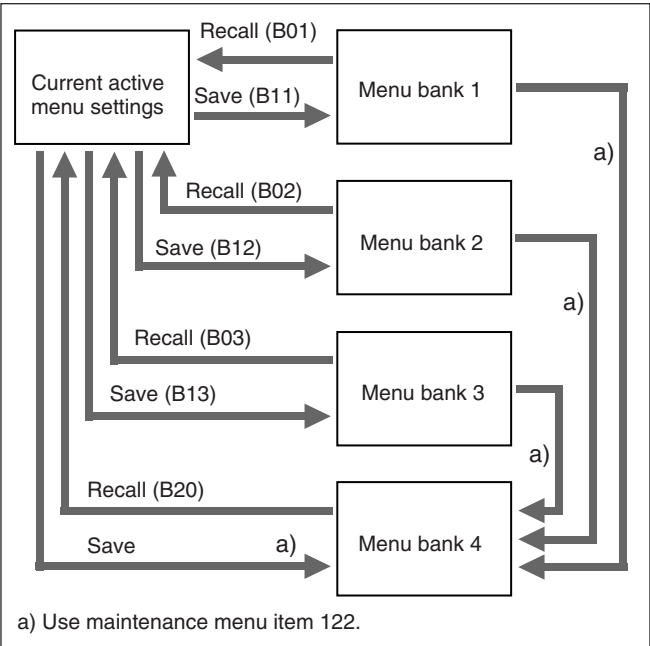 Recall (B01)
Current active
menu settings
Menu bank 1
Save (B11)
a)
Recall (B02)
Menu bank 2
Save (B12)
a)
Recall (B03)
Menu bank 3
Save (B13)
a)
Recall (B20)
Menu bank 4
Save a)
a) Use maintenance menu item 122.